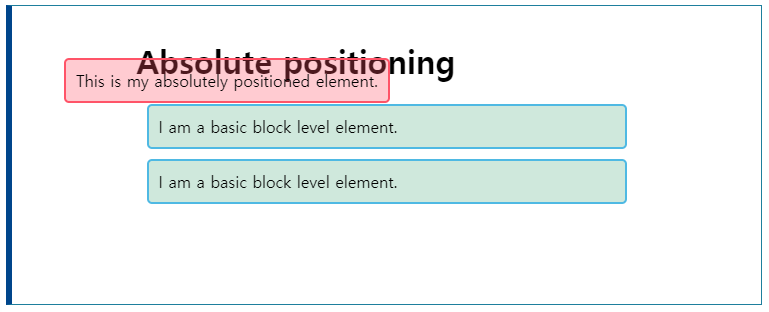 Absolute positioning
This is my absolutely positioned element.
I am a basic block level element.
I am a basic block level element.